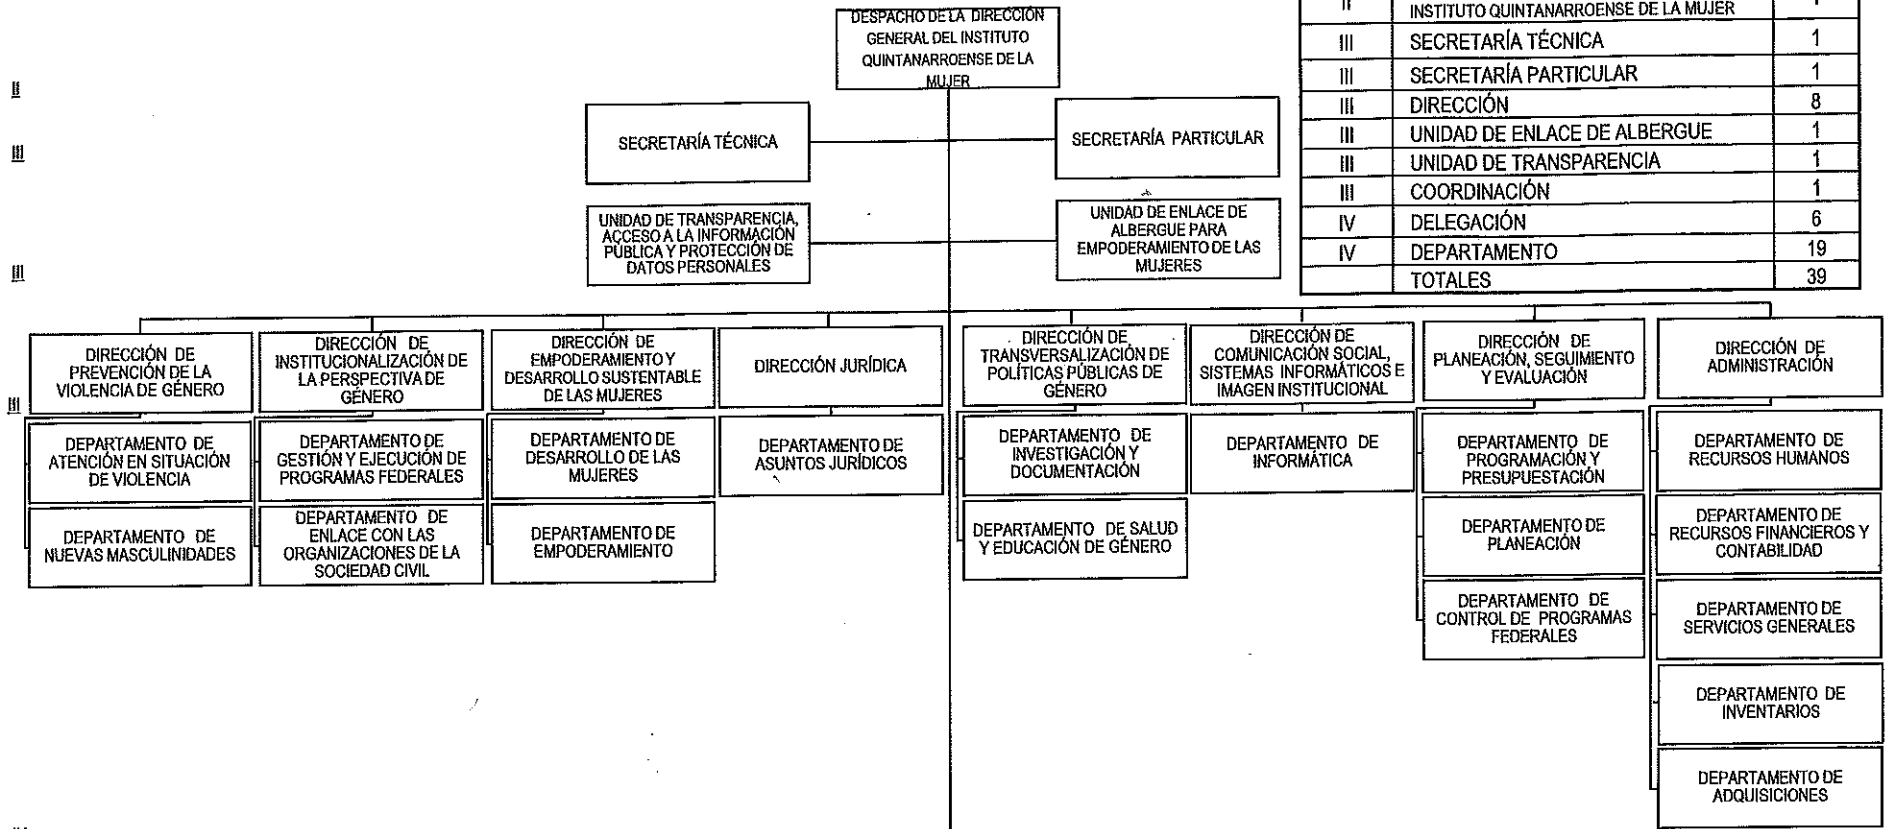 DESPACHO DE LA DIRECCIÓN
GENERAL DEL INSTITUTO
QUINTANARROENSE DE LA
MUJER
II
INSTITUTO QUINTANARROENSE DE LA MUJER
III SECRETARÍA TÉCNICA 1
III SECRETARÍA PARTICULAR 1
III DIRECCIÓN 8
III UNIDAD DE ENLACE DE ALBERGUE 1
III UNIDAD DE TRANSPARENCIA 1
III COORDINACIÓN 1
IV DELEGACIÓN 6
IV DEPARTAMENTO 19
TOTALES 39
II
III
SECRETARÍA TÉCNICA
SECRETARÍA PARTICULAR
III
UNIDAD DE TRANSPARENCIA,
ACCESO A LA INFORMACIÓN
PÚBLICA Y PROTECCIÓN DE
DATOS PERSONALES
UNIDAD DE ENLACE DE
ALBERGUE PARA
EMPODERAMIENTO DE LAS
MUJERES
III
DIRECCIÓN DE
PREVENCIÓN DE LA
VIOLENCIA DE GÉNERO
DIRECCIÓN DE
INSTITUCIONALIZACIÓN DE
LA PERSPECTIVA DE
GÉNERO
DIRECCIÓN DE
EMPODERAMIENTO Y
DESARROLLO SUSTENTABLE
DE LAS MUJERES
DIRECCIÓN JURÍDICA
DIRECCIÓN DE
TRANSVERSALIZACIÓN DE
POLÍTICAS PÚBLICAS DE
GÉNERO
DIRECCIÓN DE
COMUNICACIÓN SOCIAL,
SISTEMAS INFORMÁTICOS E
IMAGEN INSTITUCIONAL
DIRECCIÓN DE
PLANEACIÓN, SEGUIMIENTO
Y EVALUACIÓN
DIRECCIÓN DE
ADMINISTRACIÓN
DEPARTAMENTO DE
ATENCIÓN EN SITUACIÓN
DE VIOLENCIA
DEPARTAMENTO DE
GESTIÓN Y EJECUCIÓN DE
PROGRAMAS FEDERALES
DEPARTAMENTO DE
DESARROLLO DE LAS
MUJERES
DEPARTAMENTO DE
ASUNTOS JURÍDICOS
DEPARTAMENTO DE
INVESTIGACIÓN Y
DOCUMENTACIÓN
DEPARTAMENTO DE
INFORMÁTICA
DEPARTAMENTO DE
PROGRAMACIÓN Y
PRESUPUESTACIÓN
DEPARTAMENTO DE
RECURSOS HUMANOS
DEPARTAMENTO DE
NUEVAS MASCULINIDADES
DEPARTAMENTO DE
ENLACE CON LAS
ORGANIZACIONES DE LA
SOCIEDAD CIVIL
DEPARTAMENTO DE
EMPODERAMIENTO
DEPARTAMENTO DE SALUD
Y EDUCACIÓN DE GÉNERO
DEPARTAMENTO DE
PLANEACIÓN
DEPARTAMENTO DE
RECURSOS FINANCIEROS Y
CONTABILIDAD
DEPARTAMENTO DE
CONTROL DE PROGRAMAS
FEDERALES
DEPARTAMENTO DE
SERVICIOS GENERALES
DEPARTAMENTO DE
INVENTARIOS
DEPARTAMENTO DE
ADQUISICIONES